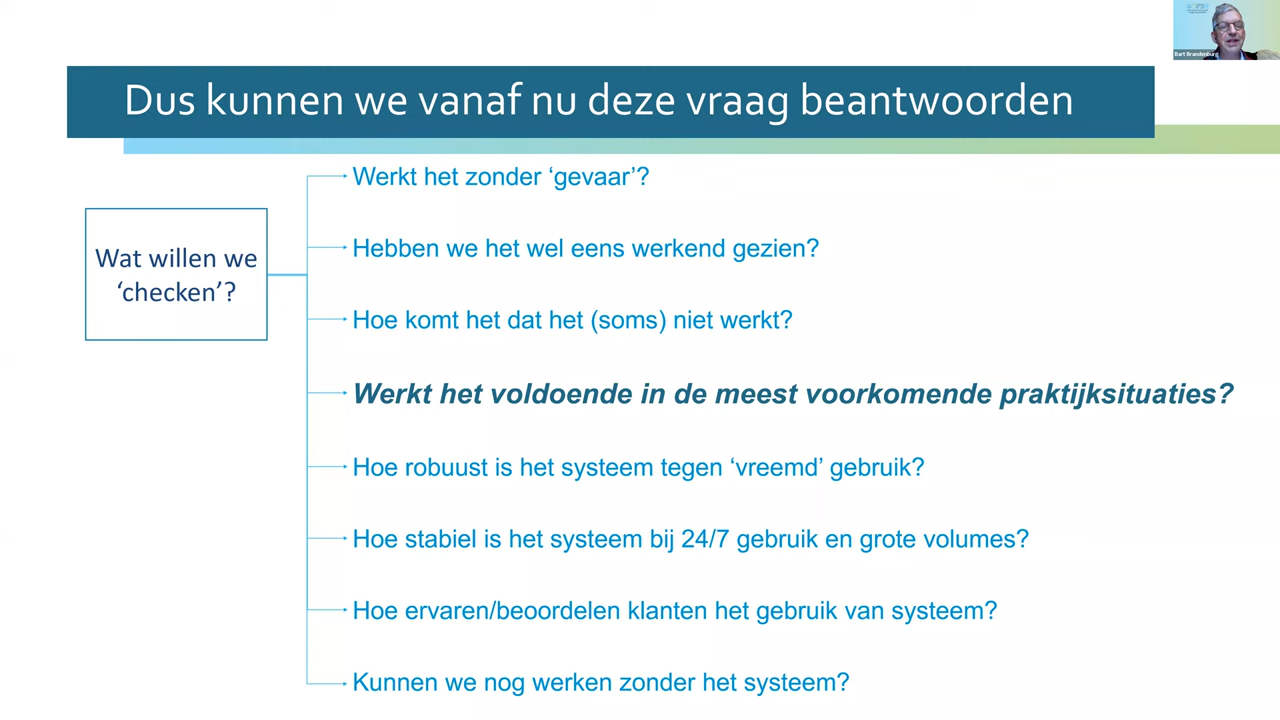 Bart Brandenburg
Dus kunnen we vanaf nu deze vraag beantwoorden
Wat willen we
‘checken’?
Werkt het zonder ‘gevaar’?
Hebben we het wel eens werkend gezien?
Hoe komt het dat het (soms) niet werkt?
Werkt het voldoende in de meest voorkomende praktijksituaties?
Hoe robuust is het systeem tegen ‘vreemd’ gebruik?
Hoe stabiel is het systeem bij 24/7 gebruik en grote volumes?
Hoe ervaren/beoordelen klanten het gebruik van systeem?
Kunnen we nog werken zonder het systeem?